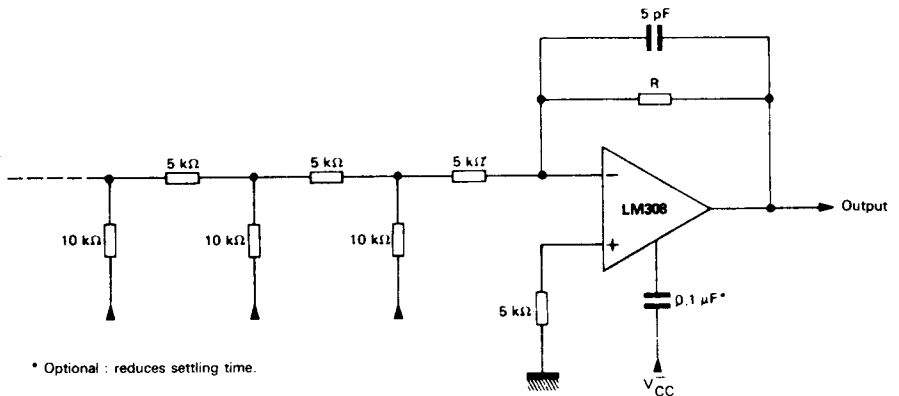 5 pF
R
5 kΩ 5 kΩ 5 kΩ
LM308
Output
10 kΩ 10 kΩ 10 kΩ
5 kΩ
0,1 µF*
* Optional : reduces settling time.
V-CC